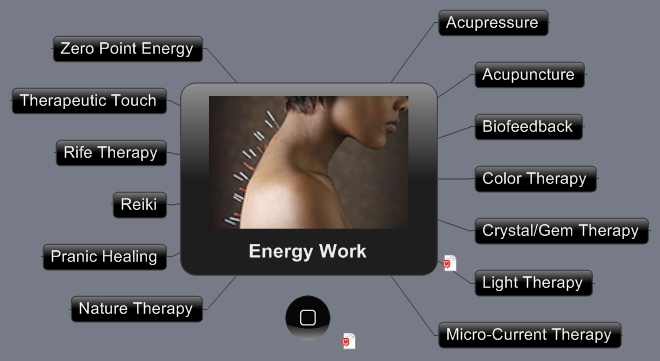 Acupressure
Zero Point Energy
Acupuncture
Therapeutic Touch
Biofeedback
Rife Therapy
Color Therapy
Reiki
Crystal/Gem Therapy
Energy Work
Pranic Healing
Light Therapy
Nature Therapy
Micro-Current Therapy